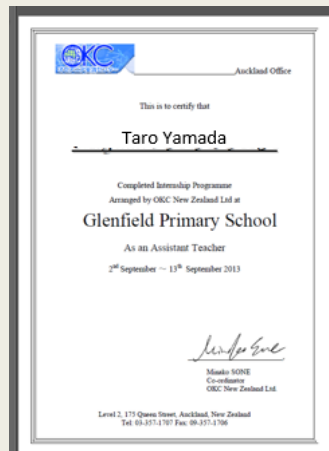 OKC
Auckland Office
This is to certify that
Taro Yamada
Completed Internship Programme
Arranged by OKC New Zealand Ltd at
Glenfield Primary School
As an Assistant Teacher
2nd September ～ 13th September 2013
Minako SONE
Co-ordinator
OKC New Zealand Ltd.
Level 2, 175 Queen Street, Auckland, New Zealand
Tel: 03-357-1707 Fax: 09-357-1706